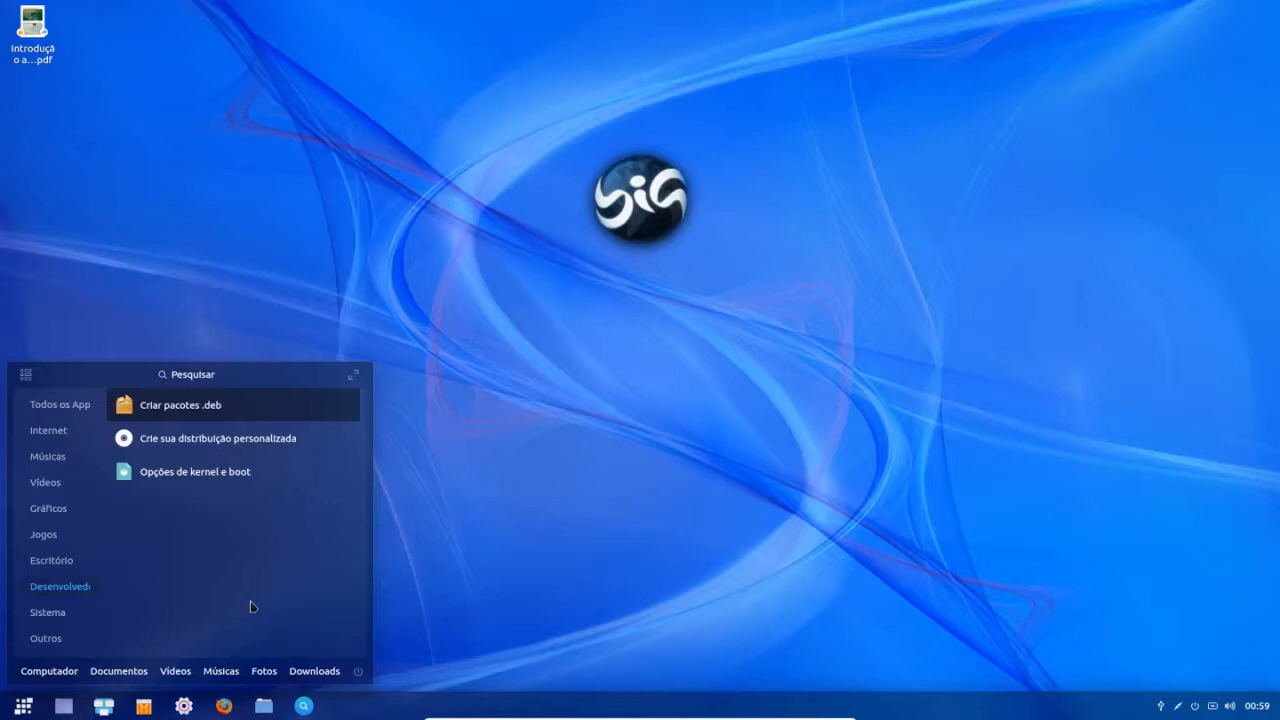 Introduçã
o a...pdf
SiS
Pesquisar
Todos os App
Internet
Músicas
Vídeos
Gráficos
Jogos
Escritório
Desenvolved
Sistema
Outros
Criar pacotes .deb
Crie sua distribuição personalizada
Opções de kernel e boot
Computador Documentos Vídeos Músicas Fotos Downloads
00:59